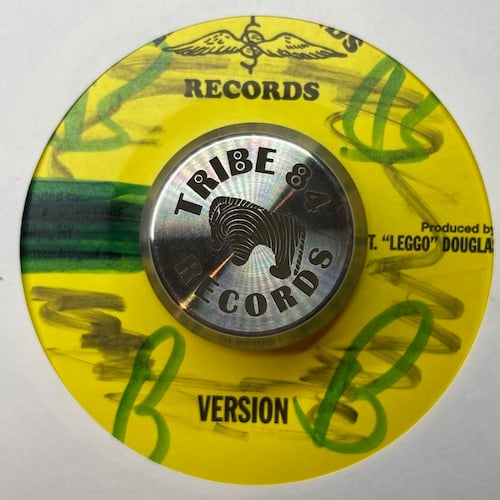 RECORDS
TRIBE 84
RECORDS
Produced by
T. "LEGGO" DOUGLAS
VERSION
B
B
B
B